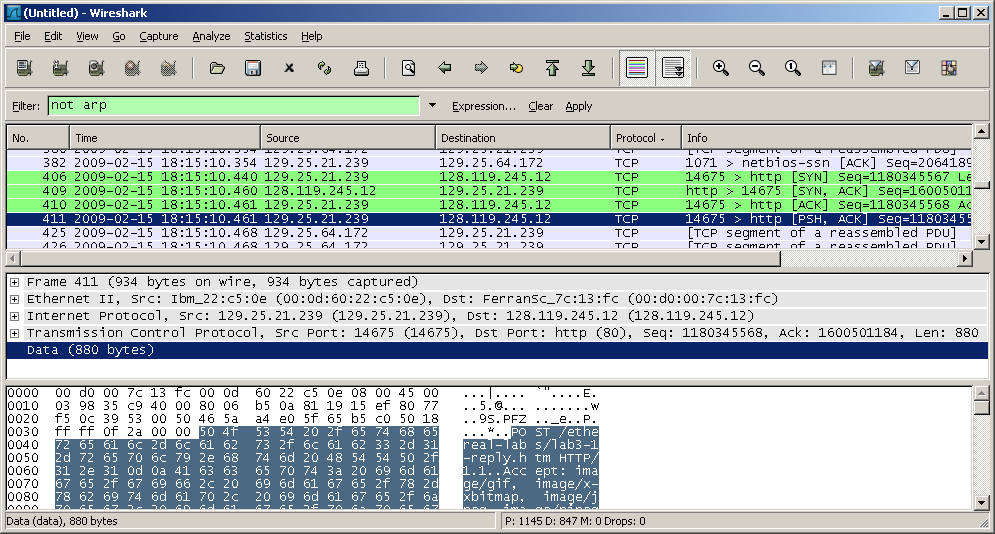 (Untitled) - Wireshark
File Edit View Go Capture Analyze Statistics Help
Filter: not arp Expression... Clear Apply
No. Time Source Destination Protocol Info
382 2009-02-15 18:15:10.354 129.25.21.239 129.25.64.172 TCP 1071 > netbios-ssn [ACK] Seq=2064189
406 2009-02-15 18:15:10.440 129.25.21.239 128.119.245.12 TCP 14675 > http [SYN] Seq=1180345567 Le
409 2009-02-15 18:15:10.460 128.119.245.12 129.25.21.239 TCP http > 14675 [SYN, ACK] Seq=16005011
410 2009-02-15 18:15:10.461 129.25.21.239 128.119.245.12 TCP 14675 > http [ACK] Seq=1180345568 Ac
411 2009-02-15 18:15:10.461 129.25.21.239 128.119.245.12 TCP 14675 > http [PSH, ACK] Seq=11803455
425 2009-02-15 18:15:10.468 129.25.64.172 129.25.21.239 TCP [TCP segment of a reassembled PDU]
426 2009-02-15 18:15:10.468 129.25.64.172 129.25.21.239 TCP [TCP segment of a reassembled PDU]
Frame 411 (934 bytes on wire, 934 bytes captured)
Ethernet II, Src: Ibm_22:c5:0e (00:0d:60:22:c5:0e), Dst: FerranSc_7c:13:fc (00:d0:00:7c:13:fc)
Internet Protocol, Src: 129.25.21.239 (129.25.21.239), Dst: 128.119.245.12 (128.119.245.12)
Transmission Control Protocol, Src Port: 14675 (14675), Dst Port: http (80), Seq: 1180345568, Ack: 1600501184, Len: 880
Data (880 bytes)
0000 00 d0 00 7c 13 fc 00 0d 60 22 c5 0e 08 00 45 00 ...|.... `"....E.
0010 03 98 35 c9 40 00 80 06 b5 0a 81 19 15 ef 80 77 ..5.@... .......w
0020 f5 0c 39 53 00 50 46 5a a4 e0 5f 65 b5 c0 50 18 ..9S.PFZ .._e..P.
0030 ff ff 0f 2a 00 00 50 4f 53 54 20 2f 65 74 68 65 ...*..PO ST /ethe
0040 72 65 61 6c 2d 6c 61 62 73 2f 6c 61 62 33 2d 31 real-lab s/lab3-1
0050 2d 72 65 70 6c 79 2e 68 74 6d 20 48 54 54 50 2f -reply.h tm HTTP/
0060 31 2e 31 0d 0a 41 63 63 65 70 74 3a 20 69 6d 61 1.1..Acc ept: ima
0070 67 65 2f 67 69 66 2c 20 69 6d 61 67 65 2f 78 2d ge/gif, image/x-
0080 78 62 69 74 6d 61 70 2c 20 69 6d 61 67 65 2f 6a xbitmap, image/j
Data (data), 880 bytes P: 1145 D: 847 M: 0 Drops: 0